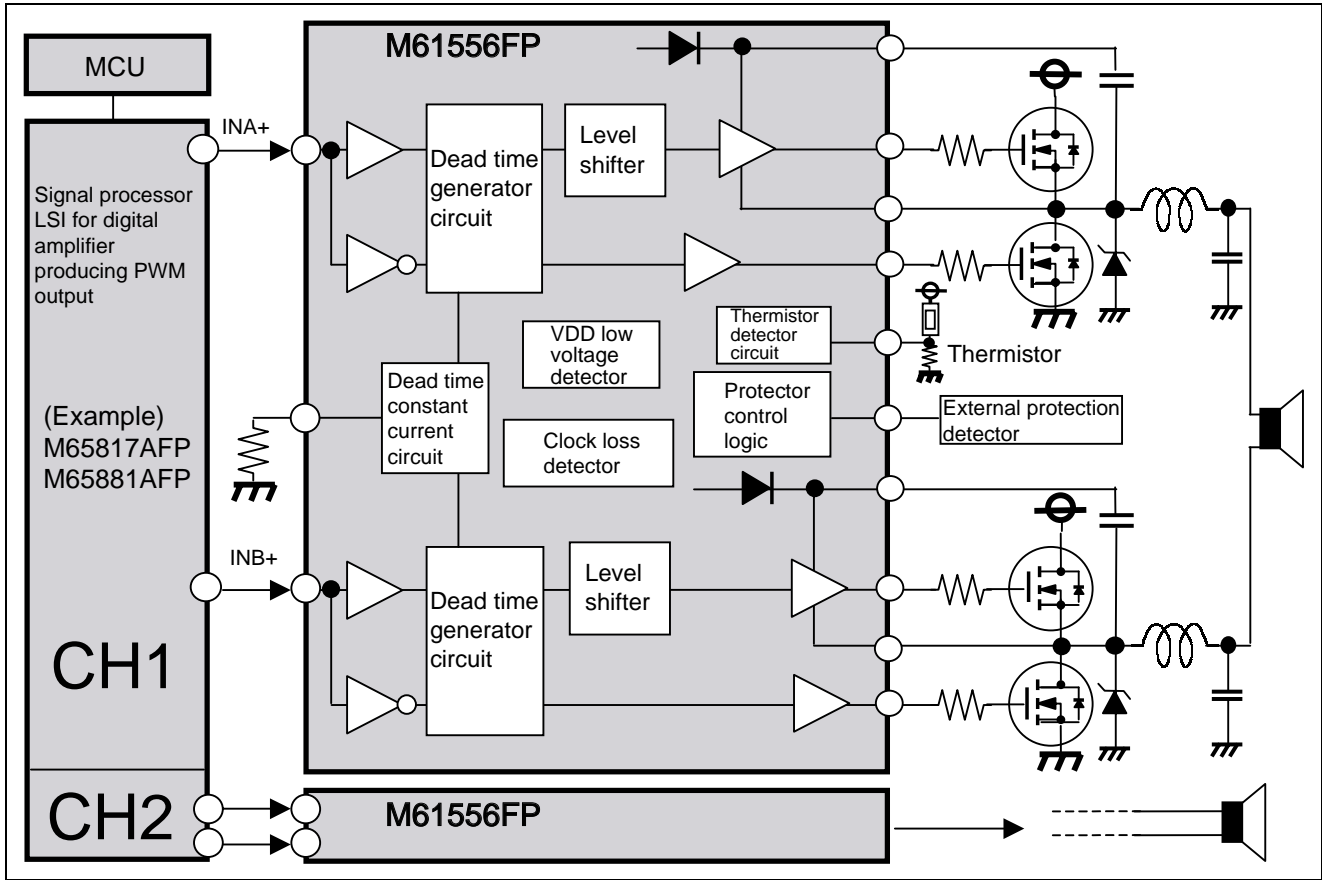 MCU
Signal processor
LSI for digital
amplifier
producing PWM
output
(Example)
M65817AFP
M65881AFP
CH1
CH2
INA+
INB+
M61556FP
Dead time
generator
circuit
Level
shifter
VDD low
voltage
detector
Thermistor
detector
circuit
Thermistor
Dead time
constant
current
circuit
Clock loss
detector
Protector
control
logic
External protection
detector
Dead time
generator
circuit
Level
shifter
M61556FP